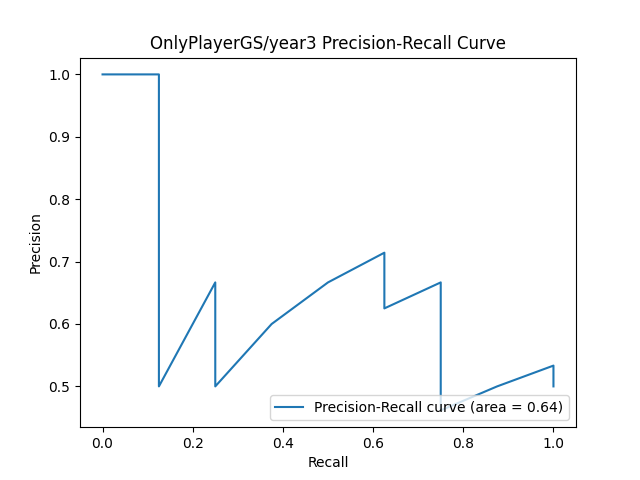 OnlyPlayerGS/year3 Precision-Recall Curve
1.0
0.9
0.8
0.7
0.6
0.5
Precision
Precision-Recall curve (area = 0.64)
0.0 0.2 0.4 0.6 0.8 1.0
Recall